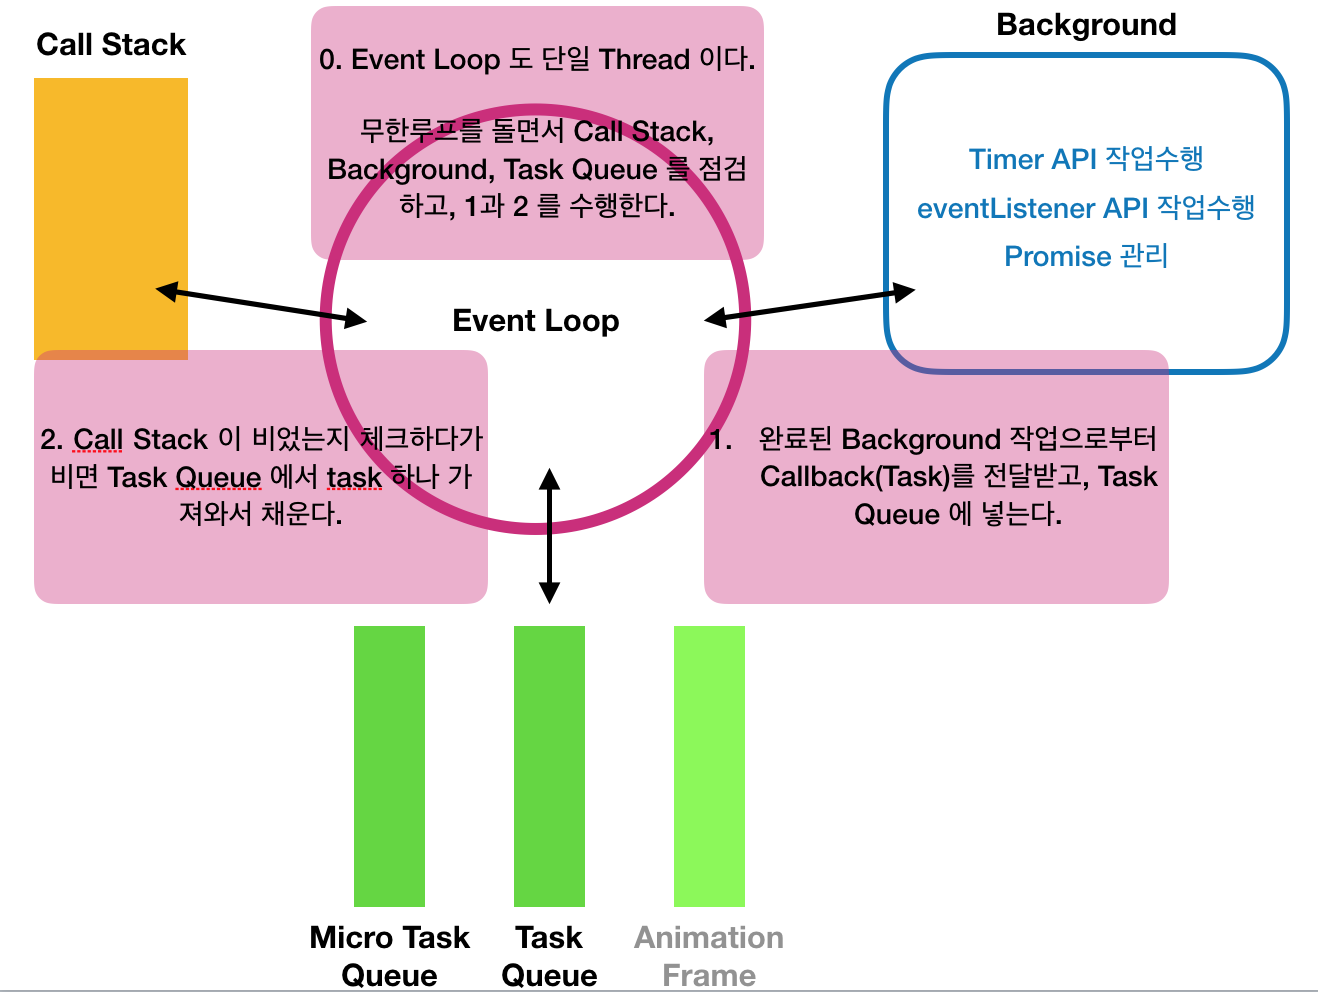 Call Stack
0. Event Loop 도 단일 Thread 이다.
무한루프를 돌면서 Call Stack,
Background, Task Queue 를 점검
하고, 1과 2 를 수행한다.
Background
Timer API 작업수행
eventListener API 작업수행
Promise 관리
Event Loop
2. Call Stack 이 비었는지 체크하다가
비면 Task Queue 에서 task 하나 가
져와서 채운다.
1. 완료된 Background 작업으로부터
Callback(Task)를 전달받고, Task
Queue 에 넣는다.
Micro Task
Queue
Task
Queue
Animation
Frame